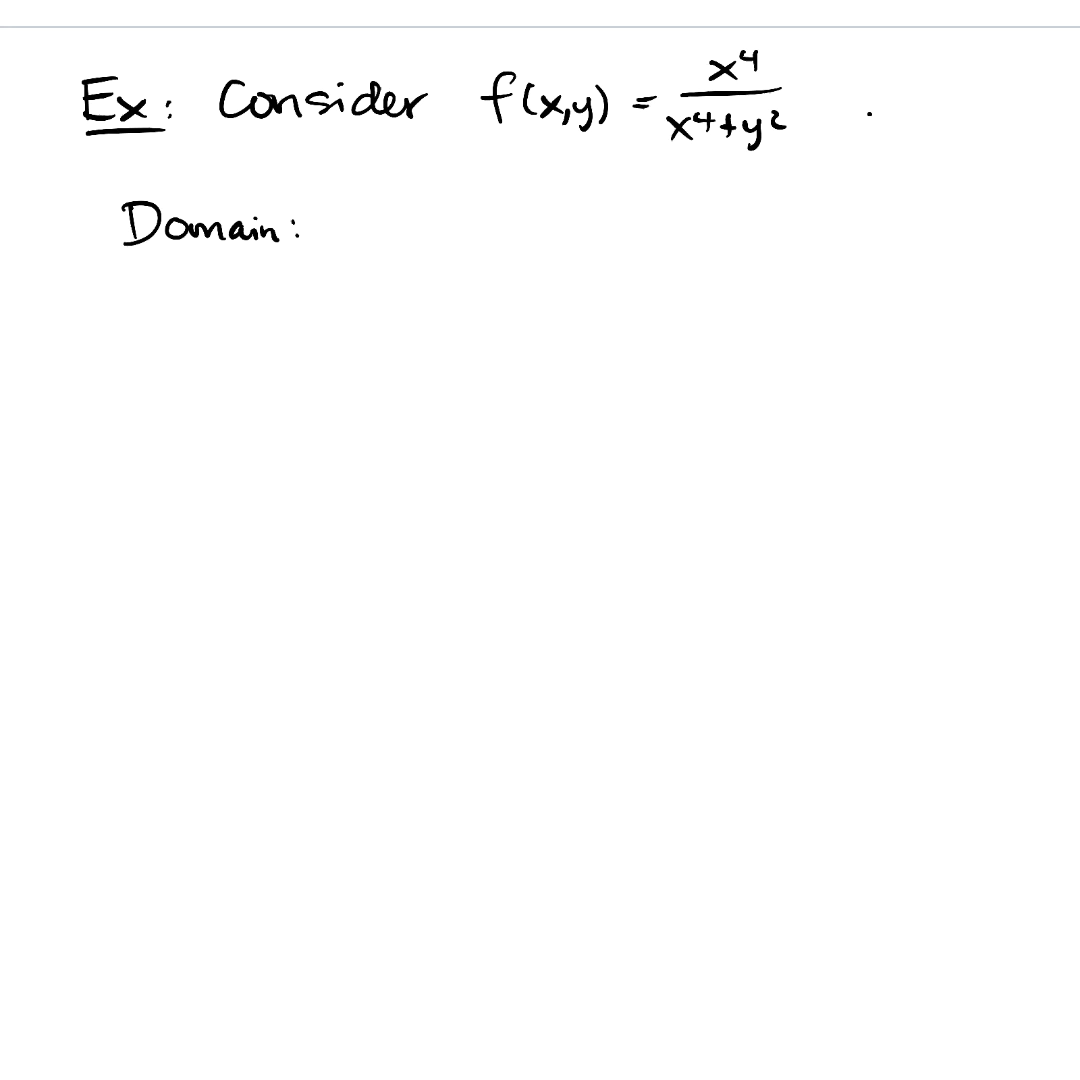 Ex: Consider f(x,y) = x⁴/(x⁴+y²) .
Domain: